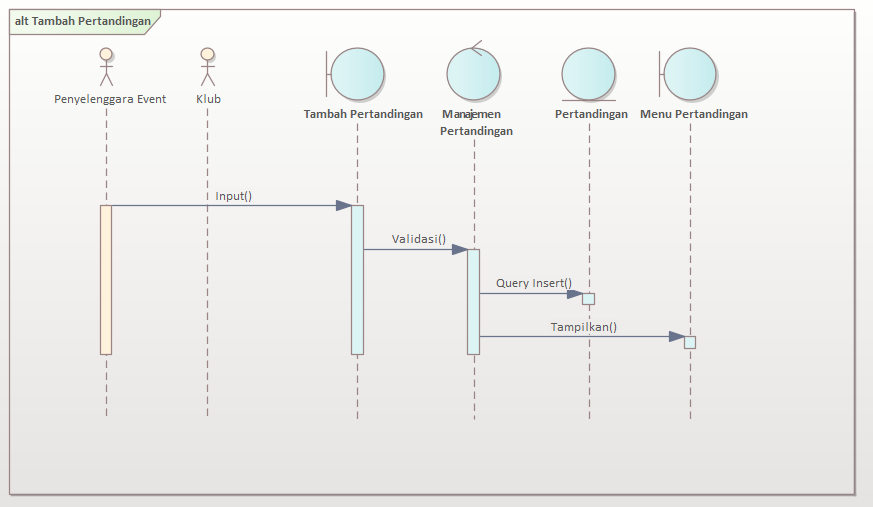 alt Tambah Pertandingan
Penyelenggara Event
Klub
Tambah Pertandingan
Manajemen
Pertandingan
Pertandingan
Menu Pertandingan
Input()
Validasi()
Query Insert()
Tampilkan()